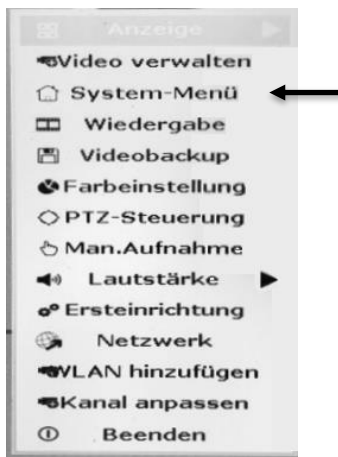 Anzeige
Video verwalten
System-Menü
Wiedergabe
Videobackup
Farbeinstellung
PTZ-Steuerung
Man.Aufnahme
Lautstärke
Ersteinrichtung
Netzwerk
WLAN hinzufügen
Kanal anpassen
Beenden